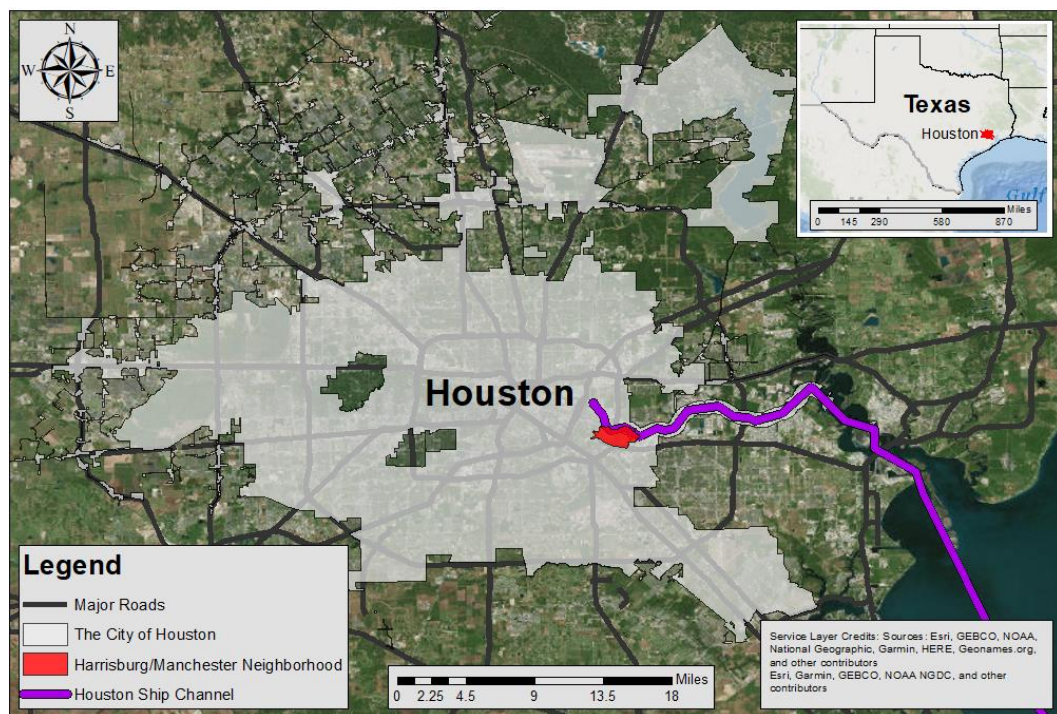 N
W E
S
Texas
Houston
Gulf
Miles
0 145 290 580 870
Houston
Legend
Major Roads
The City of Houston
Harrisburg/Manchester Neighborhood
Houston Ship Channel
Miles
0 2.25 4.5 9 13.5 18
Service Layer Credits: Sources: Esri, GEBCO, NOAA,
National Geographic, Garmin, HERE, Geonames.org,
and other contributors
Esri, Garmin, GEBCO, NOAA NGDC, and other
contributors